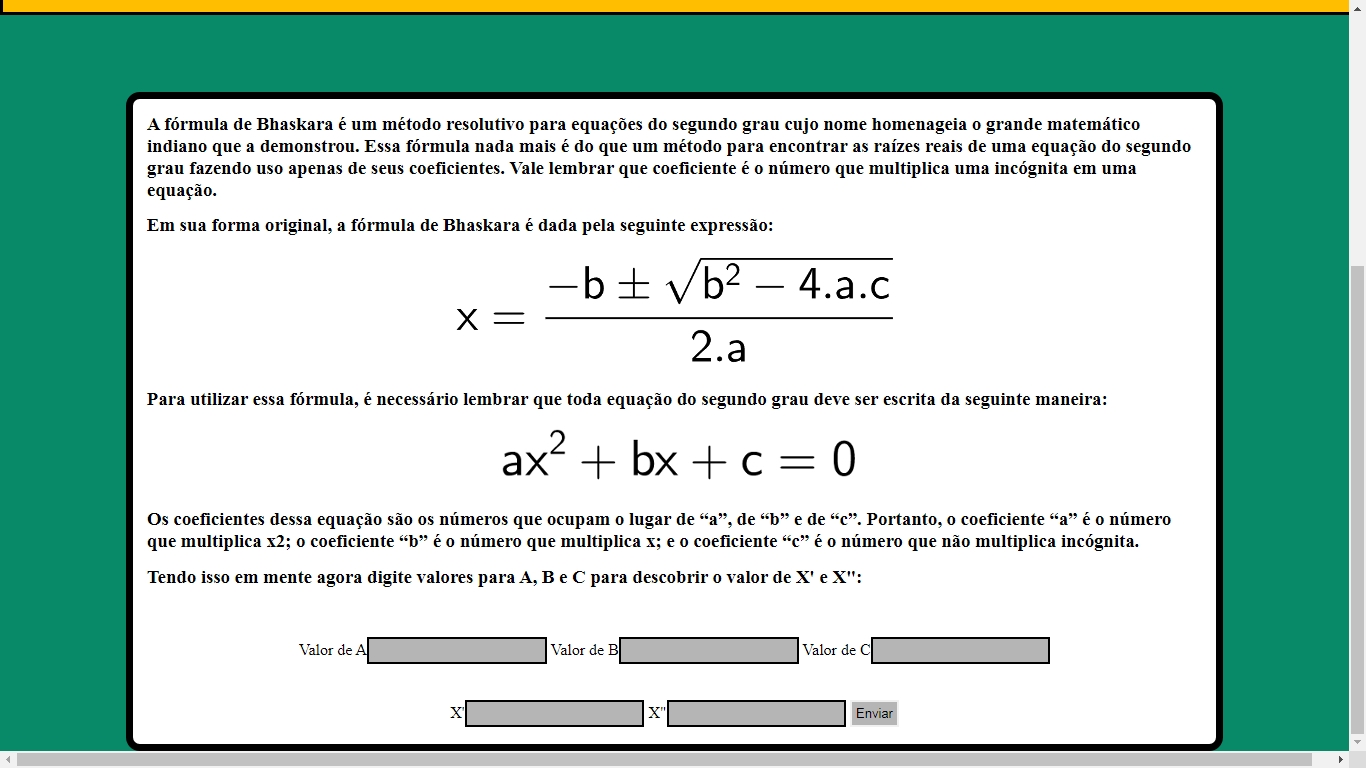 A fórmula de Bhaskara é um método resolutivo para equações do segundo grau cujo nome homenageia o grande matemático
indiano que a demonstrou. Essa fórmula nada mais é do que um método para encontrar as raízes reais de uma equação do segundo
grau fazendo uso apenas de seus coeficientes. Vale lembrar que coeficiente é o número que multiplica uma incógnita em uma
equação.
Em sua forma original, a fórmula de Bhaskara é dada pela seguinte expressão:
x = (−b ± √(b² − 4.a.c)) / 2.a
Para utilizar essa fórmula, é necessário lembrar que toda equação do segundo grau deve ser escrita da seguinte maneira:
ax² + bx + c = 0
Os coeficientes dessa equação são os números que ocupam o lugar de “a”, de “b” e de “c”. Portanto, o coeficiente “a” é o número
que multiplica x2; o coeficiente “b” é o número que multiplica x; e o coeficiente “c” é o número que não multiplica incógnita.
Tendo isso em mente agora digite valores para A, B e C para descobrir o valor de X' e X":
Valor de A Valor de B Valor de C
X' X" Enviar